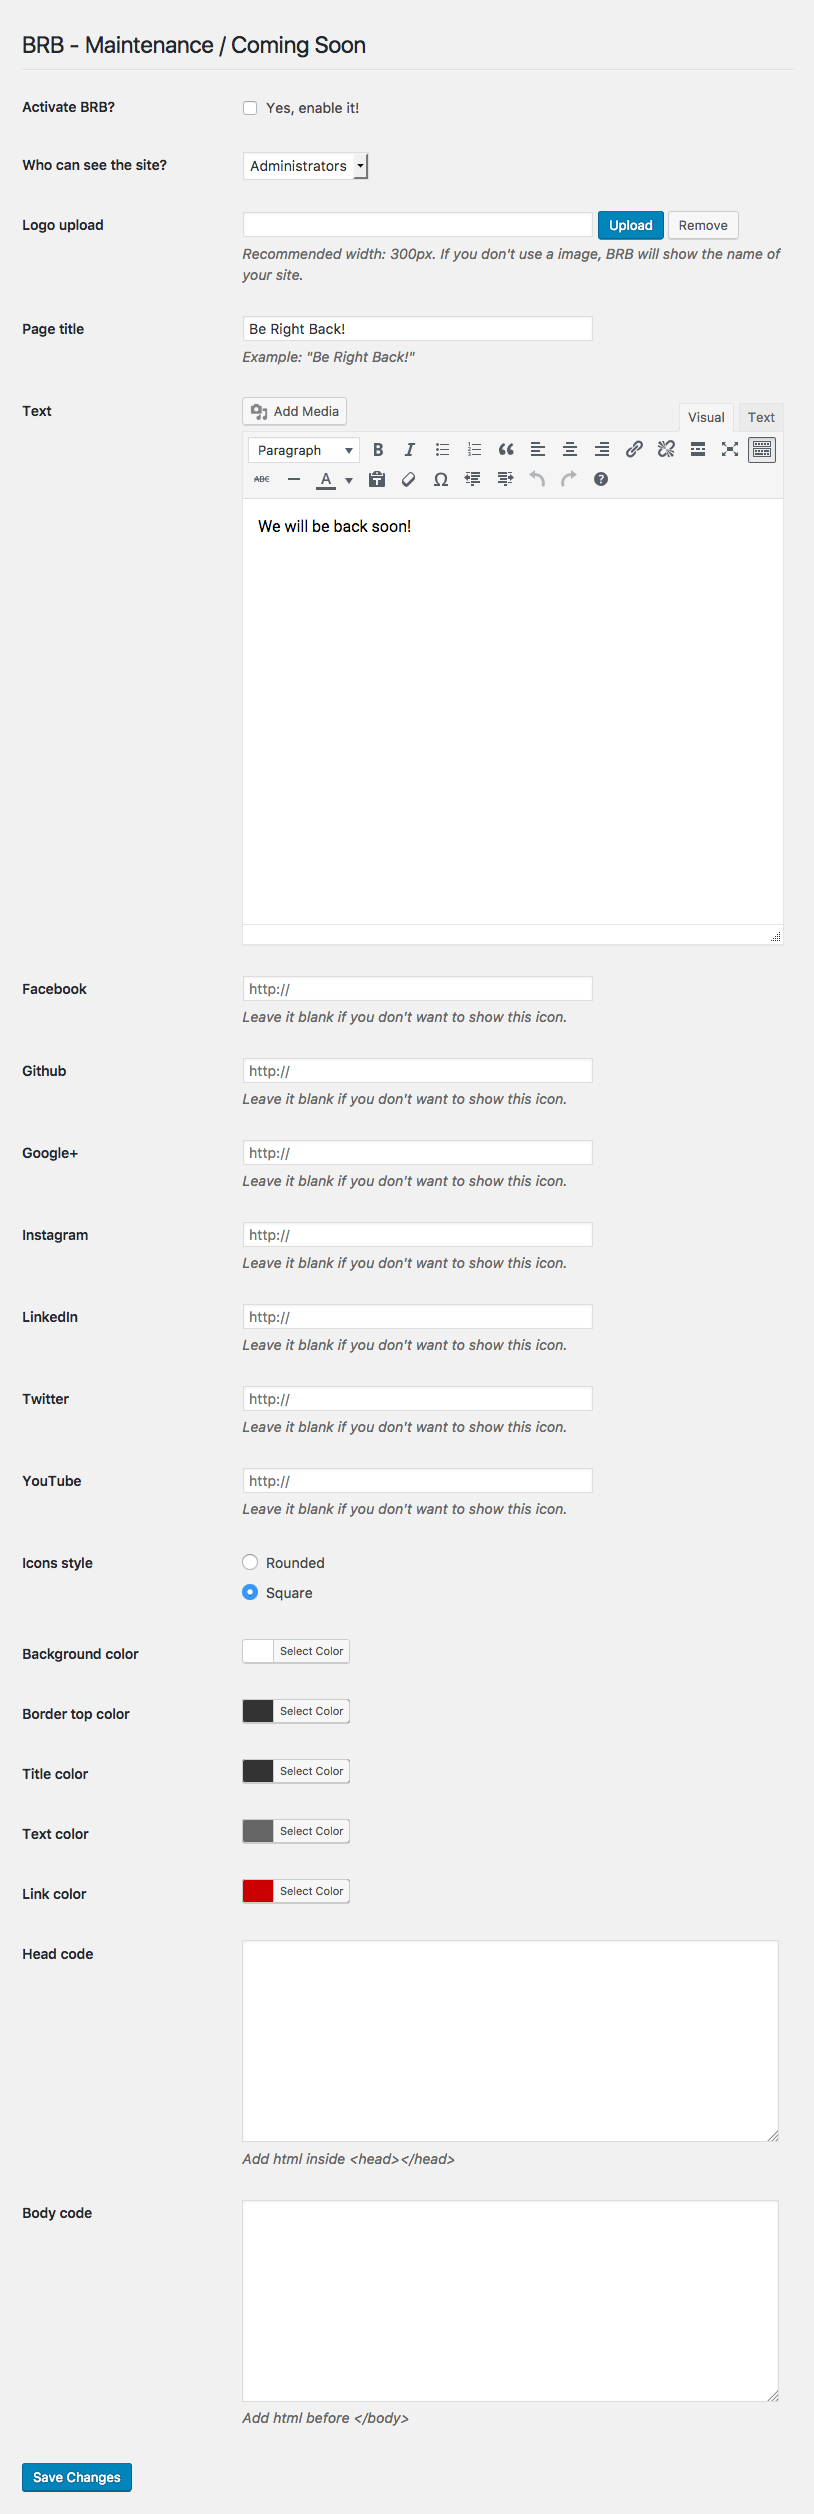 BRB - Maintenance / Coming Soon
Activate BRB?
Yes, enable it!
Who can see the site?
Administrators
Logo upload
Upload
Remove
Recommended width: 300px. If you don't use a image, BRB will show the name of
your site.
Page title
Be Right Back!
Example: "Be Right Back!"
Text
Add Media
Visual
Text
Paragraph
B
I
ABC
A
Ω
We will be back soon!
Facebook
http://
Leave it blank if you don't want to show this icon.
Github
http://
Leave it blank if you don't want to show this icon.
Google+
http://
Leave it blank if you don't want to show this icon.
Instagram
http://
Leave it blank if you don't want to show this icon.
LinkedIn
http://
Leave it blank if you don't want to show this icon.
Twitter
http://
Leave it blank if you don't want to show this icon.
YouTube
http://
Leave it blank if you don't want to show this icon.
Icons style
Rounded
Square
Background color
Select Color
Border top color
Select Color
Title color
Select Color
Text color
Select Color
Link color
Select Color
Head code
Add html inside <head></head>
Body code
Add html before </body>
Save Changes